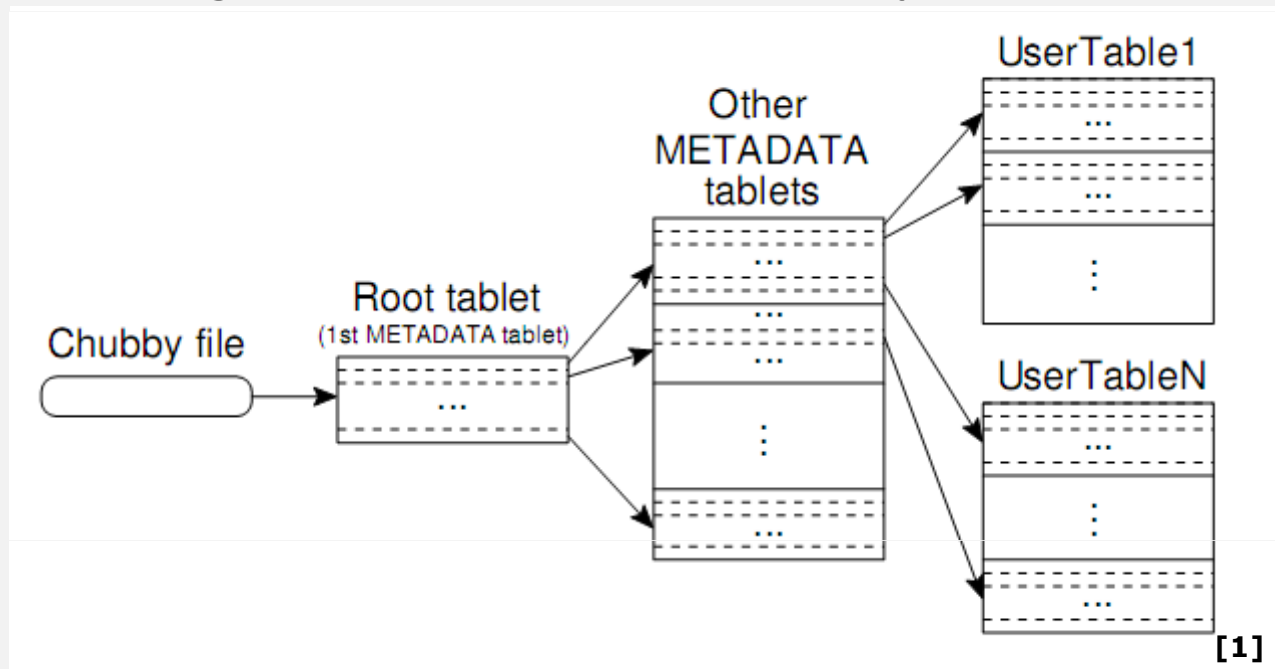 UserTable1
...
...
⋮
Other
METADATA
tablets
...
...
...
⋮
...
Root tablet
(1st METADATA tablet)
...
Chubby file
UserTableN
...
⋮
...
[1]